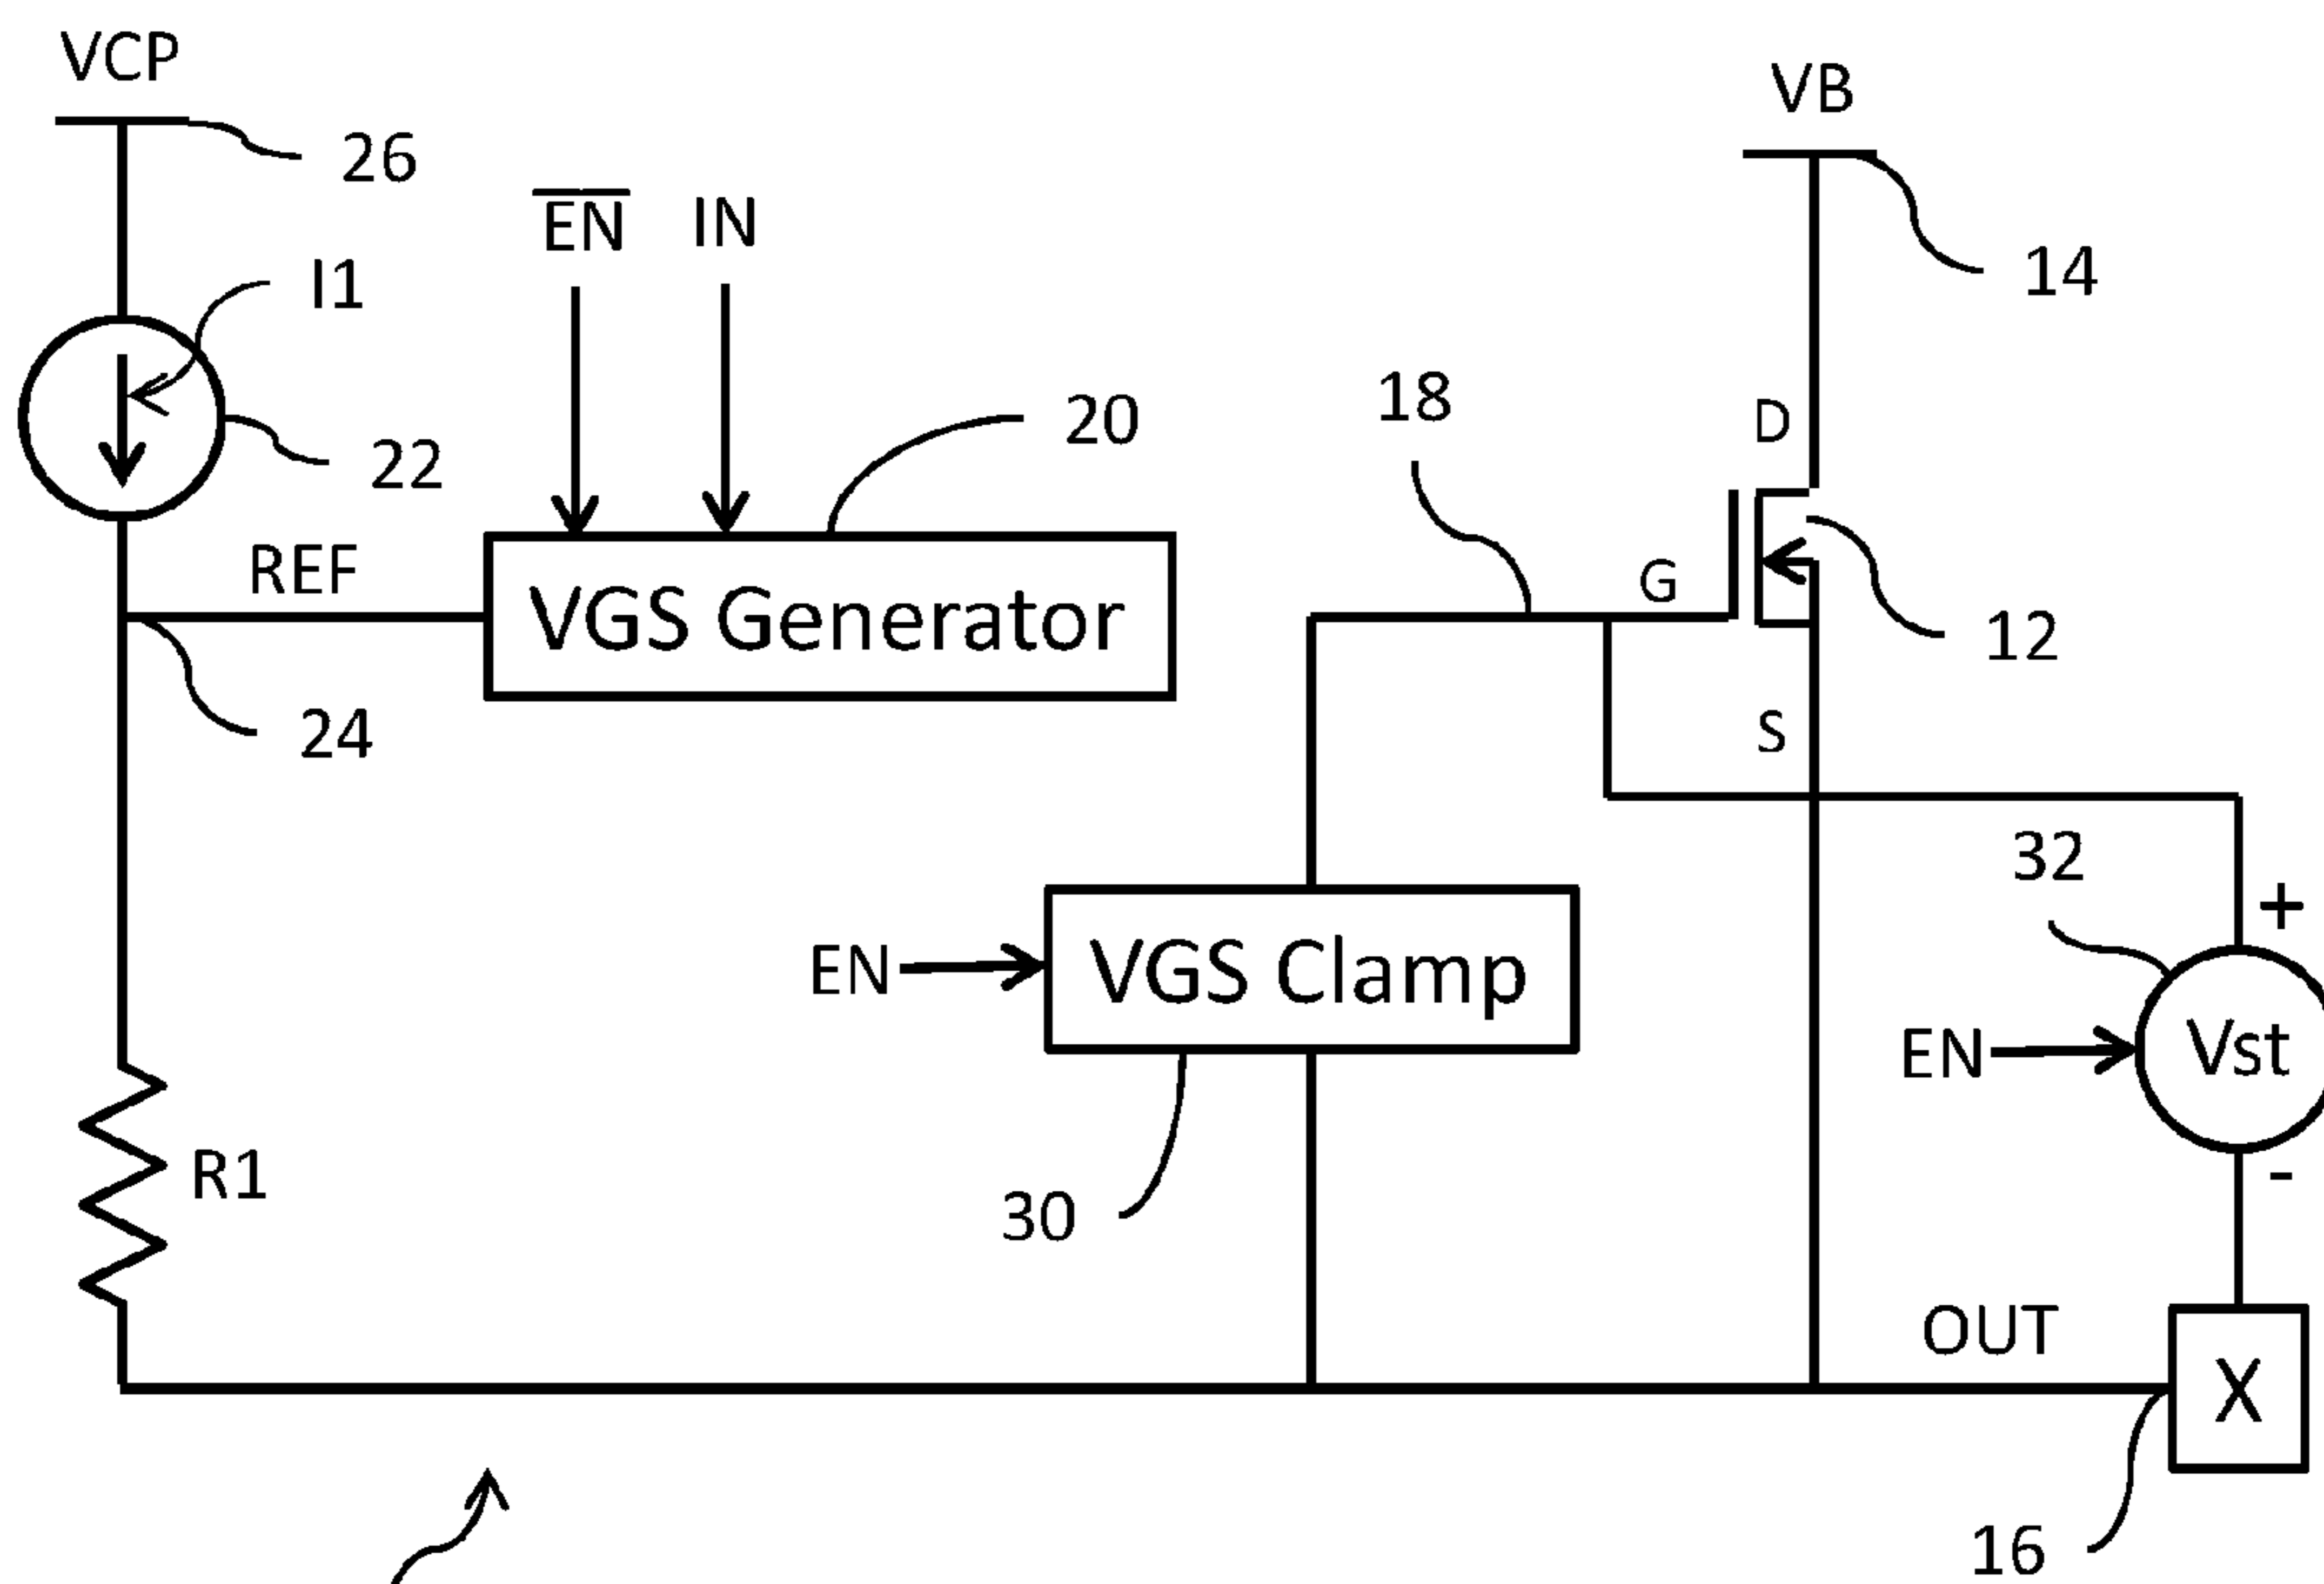 VCP
VB
26
EN IN
14
I1
18
20
D
22
REF
G
VGS Generator
12
24
S
32
+
EN
VGS Clamp
EN
Vst
R1
-
30
OUT
X
16